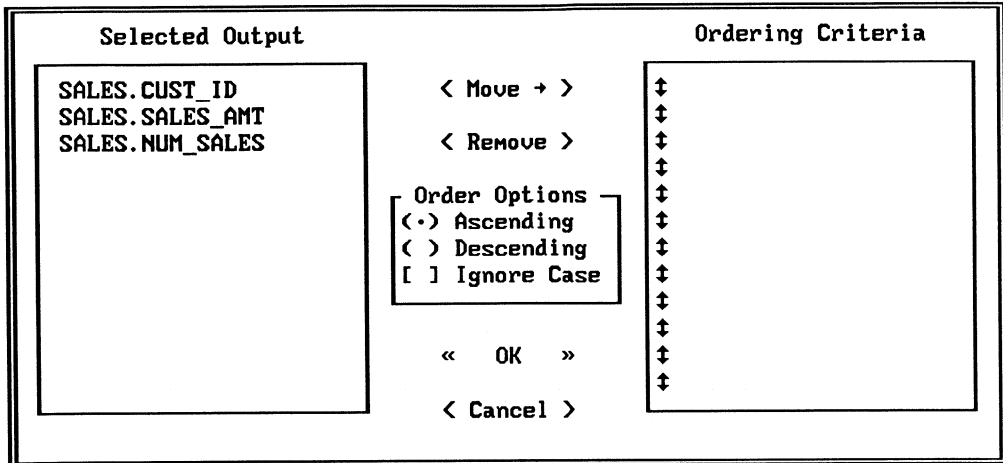 Selected Output
SALES.CUST_ID
SALES.SALES_AMT
SALES.NUM_SALES
< Move → >
< Remove >
Order Options
(·) Ascending
( ) Descending
[ ] Ignore Case
« OK »
< Cancel >
Ordering Criteria
↕
↕
↕
↕
↕
↕
↕
↕
↕
↕
↕
↕